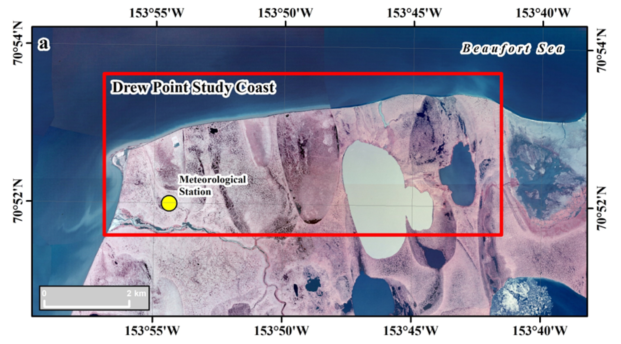 153°55'W 153°50'W 153°45'W 153°40'W
70°54'N
a
Beaufort Sea
70°54'N
Drew Point Study Coast
Meteorological
Station
70°52'N
70°52'N
0 2 km
153°55'W 153°50'W 153°45'W 153°40'W